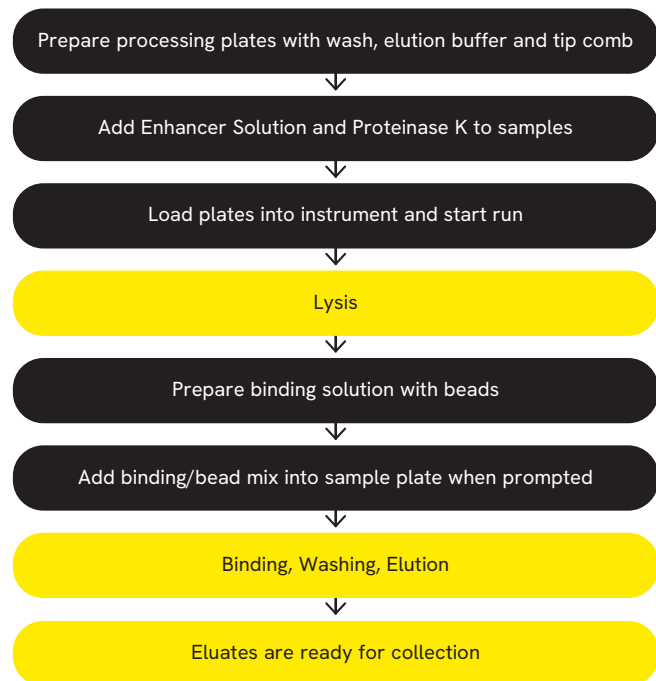 Prepare processing plates with wash, elution buffer and tip comb
Add Enhancer Solution and Proteinase K to samples
Load plates into instrument and start run
Lysis
Prepare binding solution with beads
Add binding/bead mix into sample plate when prompted
Binding, Washing, Elution
Eluates are ready for collection